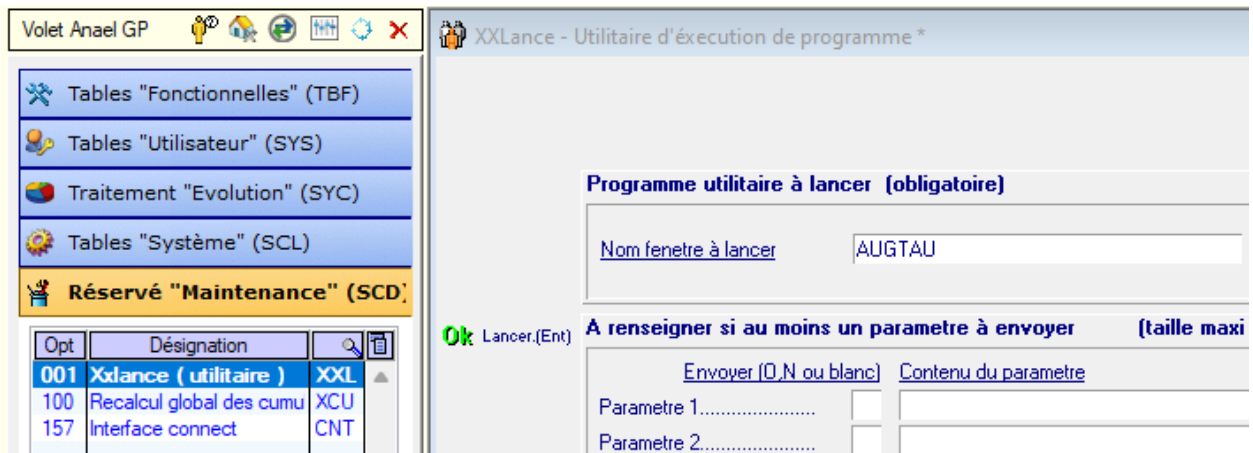 Volet Anael GP
Tables "Fonctionnelles" (TBF)
Tables "Utilisateur" (SYS)
Traitement "Evolution" (SYC)
Tables "Système" (SCL)
Réservé "Maintenance" (SCD)
Opt Désignation
001 Xxlance ( utilitaire ) XXL
100 Recalcul global des cumu XCU
157 Interface connect CNT
XXLance - Utilitaire d'éxecution de programme *
Programme utilitaire à lancer (obligatoire)
Nom fenetre à lancer AUGTAU
Ok Lancer.(Ent)
A renseigner si au moins un parametre à envoyer (taille maxi
Envoyer (O,N ou blanc) Contenu du parametre
Parametre 1......................
Parametre 2......................